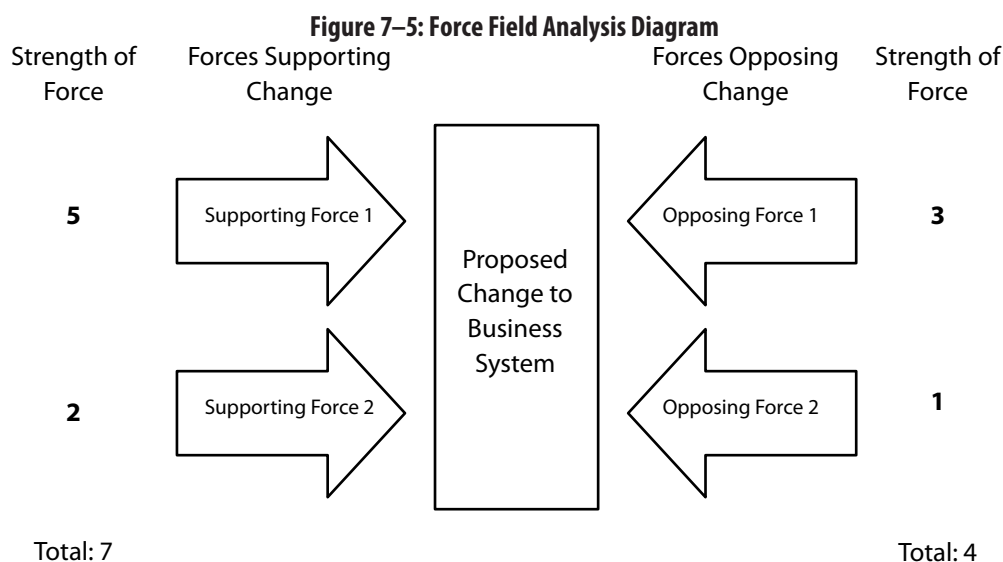 Figure 7–5: Force Field Analysis Diagram
Strength of
Force
Forces Supporting
Change
Forces Opposing
Change
Strength of
Force
5
Supporting Force 1
Opposing Force 1
3
Proposed
Change to
Business
System
2
Supporting Force 2
Opposing Force 2
1
Total: 7
Total: 4